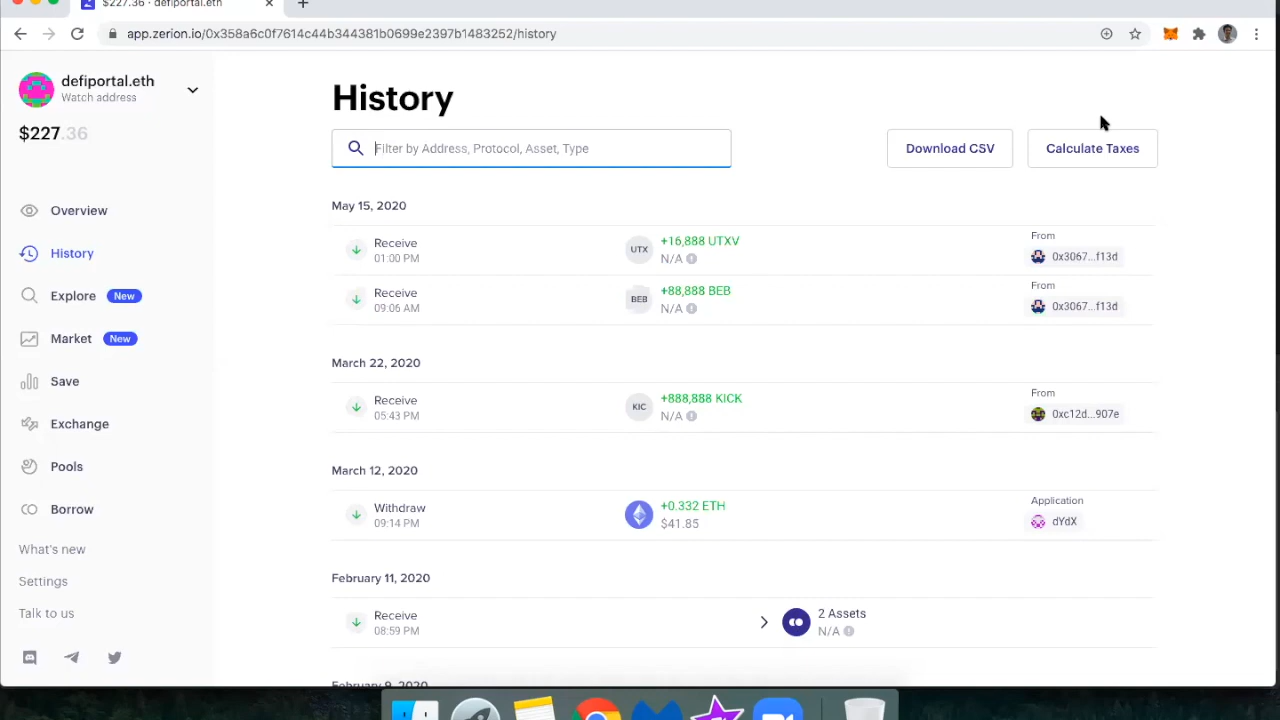 $227.36 · defiportal.eth
app.zerion.io/0x358a6c0f7614c44b344381b0699e2397b1483252/history
defiportal.eth
Watch address
$227.36
Overview
History
Explore New
Market New
Save
Exchange
Pools
Borrow
What's new
Settings
Talk to us
History
Filter by Address, Protocol, Asset, Type
Download CSV
Calculate Taxes
May 15, 2020
Receive
01:00 PM
UTX
+16,888 UTXV
N/A
From
0x3067...f13d
Receive
09:06 AM
BEB
+88,888 BEB
N/A
From
0x3067...f13d
March 22, 2020
Receive
05:43 PM
KIC
+888,888 KICK
N/A
From
0xc12d...907e
March 12, 2020
Withdraw
09:14 PM
+0.332 ETH
$41.85
Application
dYdX
February 11, 2020
Receive
08:59 PM
2 Assets
N/A
February 9, 2020